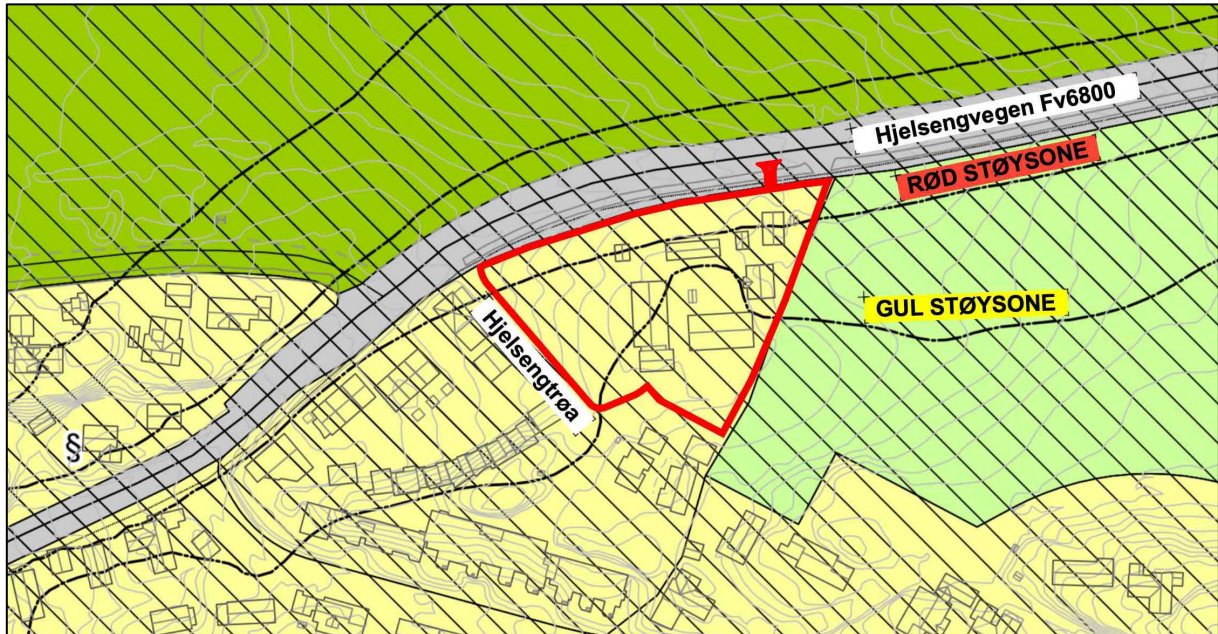 Hjelsengvegen Fv6800
RØD STØYSONE
GUL STØYSONE
Hjelsengtrøa
§